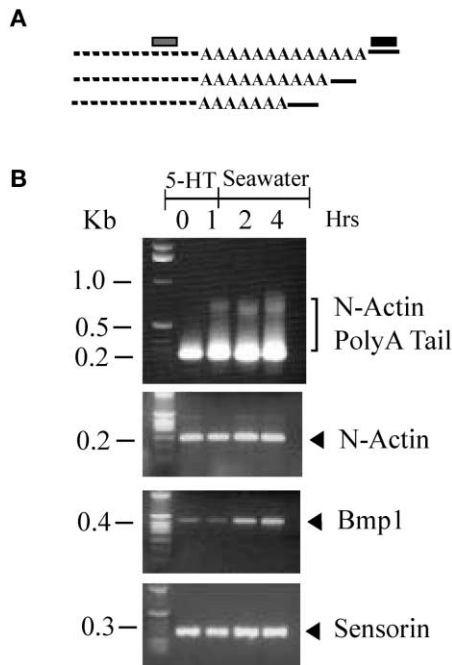 A
AAAAAAAAAAAAA
AAAAAAAAAA
AAAAAAA
B
5-HT Seawater
Kb 0 1 2 4 Hrs
1.0
0.5
0.2
N-Actin
PolyA Tail
0.2 N-Actin
0.4 Bmp1
0.3 Sensorin